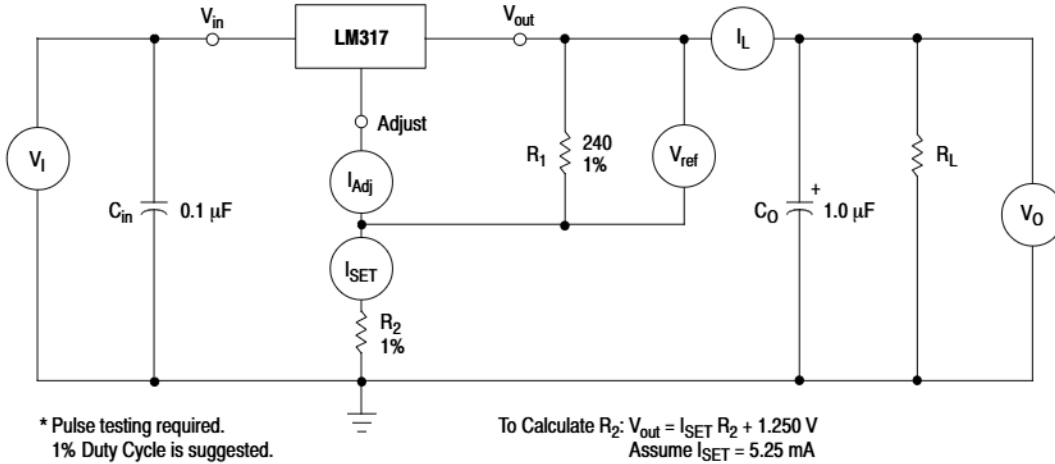 V_in
LM317
V_out
I_L
Adjust
V_I
C_in
0.1 μF
I_Adj
R_1
240
1%
V_ref
R_L
C_O
+
1.0 μF
V_O
I_SET
R_2
1%
* Pulse testing required.
1% Duty Cycle is suggested.
To Calculate R_2: V_out = I_SET R_2 + 1.250 V
Assume I_SET = 5.25 mA